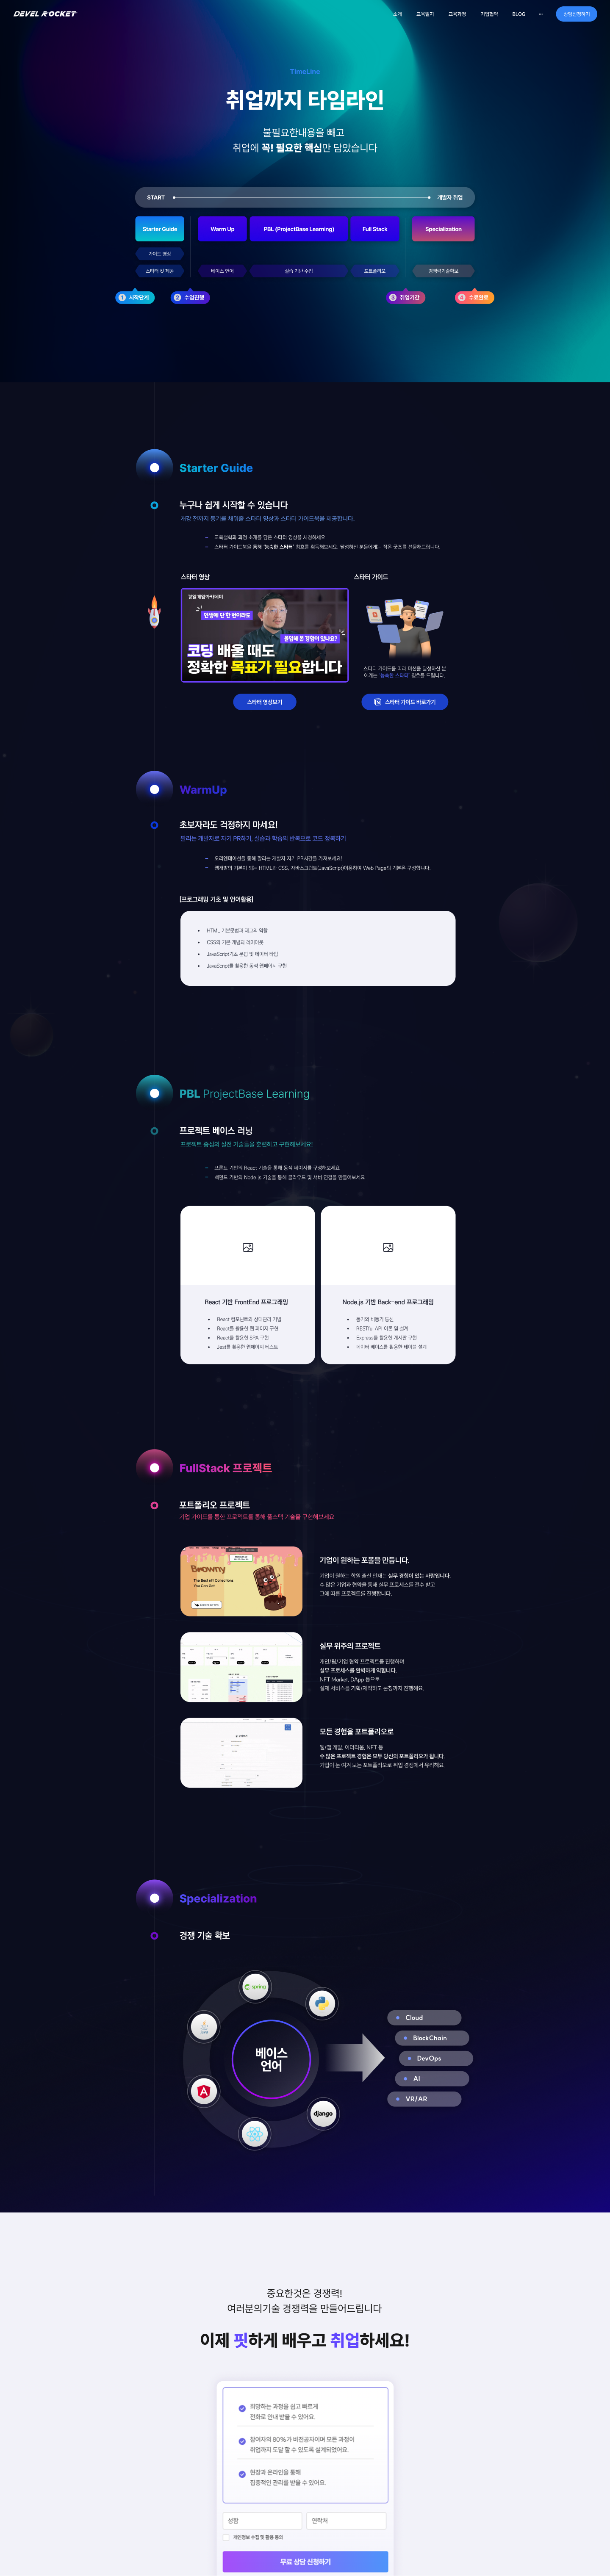 DEVEL ROCKET
소개
교육일지
교육과정
기업협약
BLOG
상담신청하기
TimeLine
취업까지 타임라인
불필요한내용을 빼고
취업에 꼭! 필요한 핵심만 담았습니다
START
개발자 취업
Starter Guide
Warm Up
PBL (ProjectBase Learning)
Full Stack
Specialization
가이드 영상
스타터 킷 제공
베이스 언어
실습 기반 수업
포트폴리오
경쟁력기술확보
1 시작단계
2 수업진행
3 취업기간
4 수료완료
Starter Guide
누구나 쉽게 시작할 수 있습니다
개강 전까지 동기를 채워줄 스타터 영상과 스타터 가이드북을 제공합니다.
– 교육철학과 과정 소개를 담은 스타터 영상을 시청하세요.
– 스타터 가이드북을 통해 '능숙한 스타터' 칭호를 획득해보세요. 달성하신 분들에게는 작은 굿즈를 선물해드립니다.
스타터 영상
스타터 가이드
경일게임아카데미
인생에 단 한 번이라도
몰입해 본 경험이 있나요?
코딩 배울 때도
정확한 목표가 필요합니다
스타터 가이드를 따라 미션을 달성하신 분
에게는 '능숙한 스타터' 칭호를 드립니다.
스타터 영상보기
스타터 가이드 바로가기
WarmUp
초보자라도 걱정하지 마세요!
팔리는 개발자로 자기 PR하기, 실습과 학습의 반복으로 코드 정복하기
– 오리엔테이션을 통해 팔리는 개발자 자기 PR시간을 가져보세요!
– 웹개발의 기본이 되는 HTML과 CSS, 자바스크립트(JavaScript)이용하여 Web Page의 기본은 구성합니다.
[프로그래밍 기초 및 언어활용]
• HTML 기본문법과 태그의 역할
• CSS의 기본 개념과 레이아웃
• JavaScript기초 문법 및 데이터 타입
• JavaScript를 활용한 동적 웹페이지 구현
PBL ProjectBase Learning
프로젝트 베이스 러닝
프로젝트 중심의 실전 기술들을 훈련하고 구현해보세요!
– 프론트 기반의 React 기술을 통해 동적 페이지를 구성해보세요
– 백엔드 기반의 Node.js 기술을 통해 클라우드 및 서버 연결을 만들어보세요
React 기반 FrontEnd 프로그래밍
• React 컴포넌트와 상태관리 기법
• React를 활용한 웹 페이지 구현
• React를 활용한 SPA 구현
• Jest를 활용한 웹페이지 테스트
Node.js 기반 Back-end 프로그래밍
• 동기와 비동기 통신
• RESTful API 이론 및 설계
• Express를 활용한 게시판 구현
• 데이터 베이스를 활용한 테이블 설계
FullStack 프로젝트
포트폴리오 프로젝트
기업 가이드를 통한 프로젝트를 통해 풀스택 기술을 구현해보세요
Browny
The Best nft Collections
You Can Get
기업이 원하는 포폴을 만듭니다.
기업이 원하는 학원 출신 인재는 실무 경험이 있는 사람입니다.
수 많은 기업과 협약을 통해 실무 프로세스를 전수 받고
그에 따른 프로젝트를 진행합니다.
실무 위주의 프로젝트
개인/팀/기업 협약 프로젝트를 진행하며
실무 프로세스를 완벽하게 익힙니다.
NFT Market, DApp 등으로
실제 서비스를 기획/제작하고 론칭까지 진행해요.
모든 경험을 포트폴리오로
웹/앱 개발, 이더리움, NFT 등
수 많은 프로젝트 경험은 모두 당신의 포트폴리오가 됩니다.
기업이 눈 여겨 보는 포트폴리오로 취업 경쟁에서 유리해요.
Specialization
경쟁 기술 확보
spring
Java
django
베이스
언어
Cloud
BlockChain
DevOps
AI
VR/AR
중요한것은 경쟁력!
여러분의기술 경쟁력을 만들어드립니다
이제 핏하게 배우고 취업하세요!
희망하는 과정을 쉽고 빠르게
전화로 안내 받을 수 있어요.
참여자의 80%가 비전공자이며 모든 과정이
취업까지 도달 할 수 있도록 설계되었어요.
현장과 온라인을 통해
집중적인 관리를 받을 수 있어요.
성함
연락처
개인정보 수집 및 활용 동의
무료 상담 신청하기